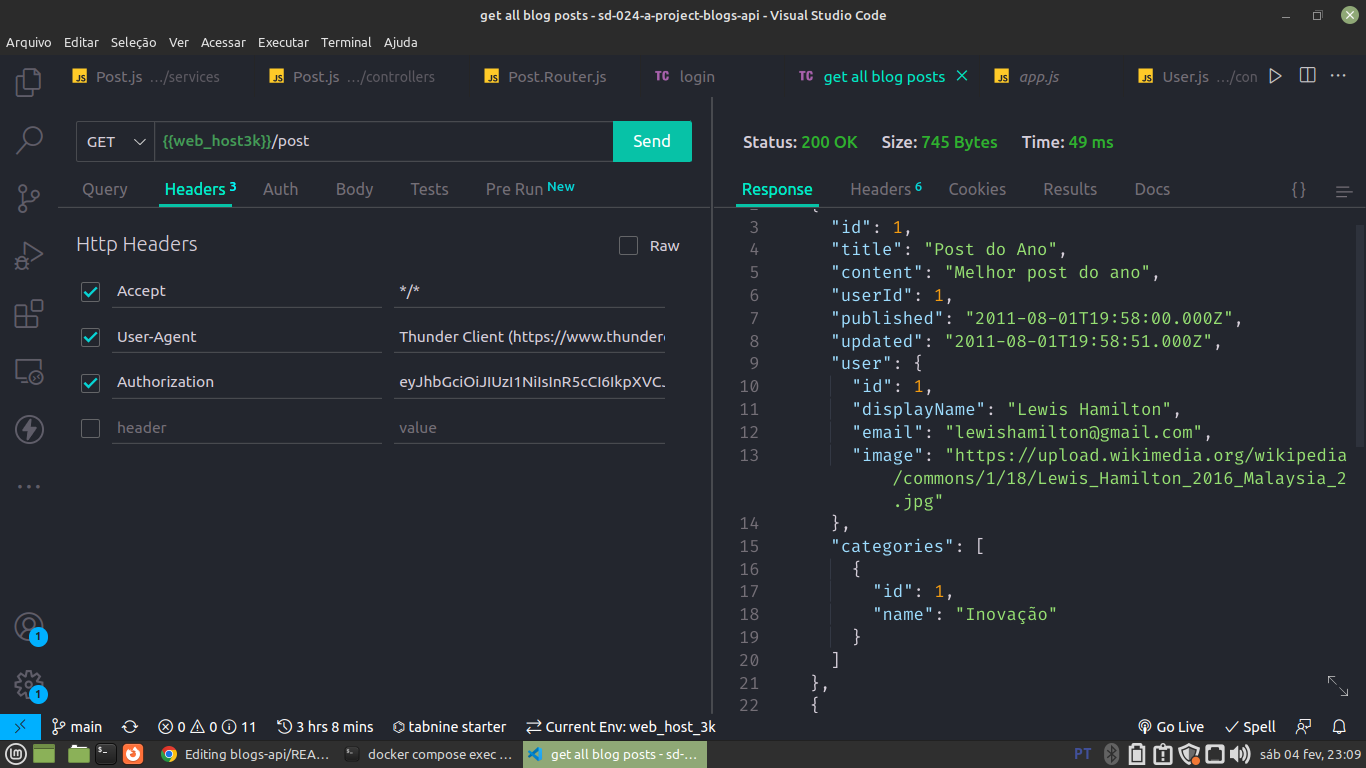 get all blog posts - sd-024-a-project-blogs-api - Visual Studio Code
Arquivo Editar Seleção Ver Acessar Executar Terminal Ajuda
JS Post.js .../services JS Post.js .../controllers JS Post.Router.js TC login TC get all blog posts JS app.js JS User.js .../con
GET {{web_host3k}}/post Send
Status: 200 OK Size: 745 Bytes Time: 49 ms
Query Headers 3 Auth Body Tests Pre Run New
Response Headers 6 Cookies Results Docs {}
Http Headers Raw
Accept */*
User-Agent Thunder Client (https://www.thunderc
Authorization eyJhbGciOiJIUzI1NiIsInR5cCI6IkpXVCJ
header value
3 "id": 1,
4 "title": "Post do Ano",
5 "content": "Melhor post do ano",
6 "userId": 1,
7 "published": "2011-08-01T19:58:00.000Z",
8 "updated": "2011-08-01T19:58:51.000Z",
9 "user": {
10 "id": 1,
11 "displayName": "Lewis Hamilton",
12 "email": "lewishamilton@gmail.com",
13 "image": "https://upload.wikimedia.org/wikipedia
/commons/1/18/Lewis_Hamilton_2016_Malaysia_2
.jpg"
14 },
15 "categories": [
16 {
17 "id": 1,
18 "name": "Inovação"
19 }
20 ]
21 },
22 {
1
1
main 0 0 11 3 hrs 8 mins tabnine starter Current Env: web_host_3k Go Live Spell
Editing blogs-api/REA... docker compose exec ... get all blog posts - sd-... PT sáb 04 fev, 23:09